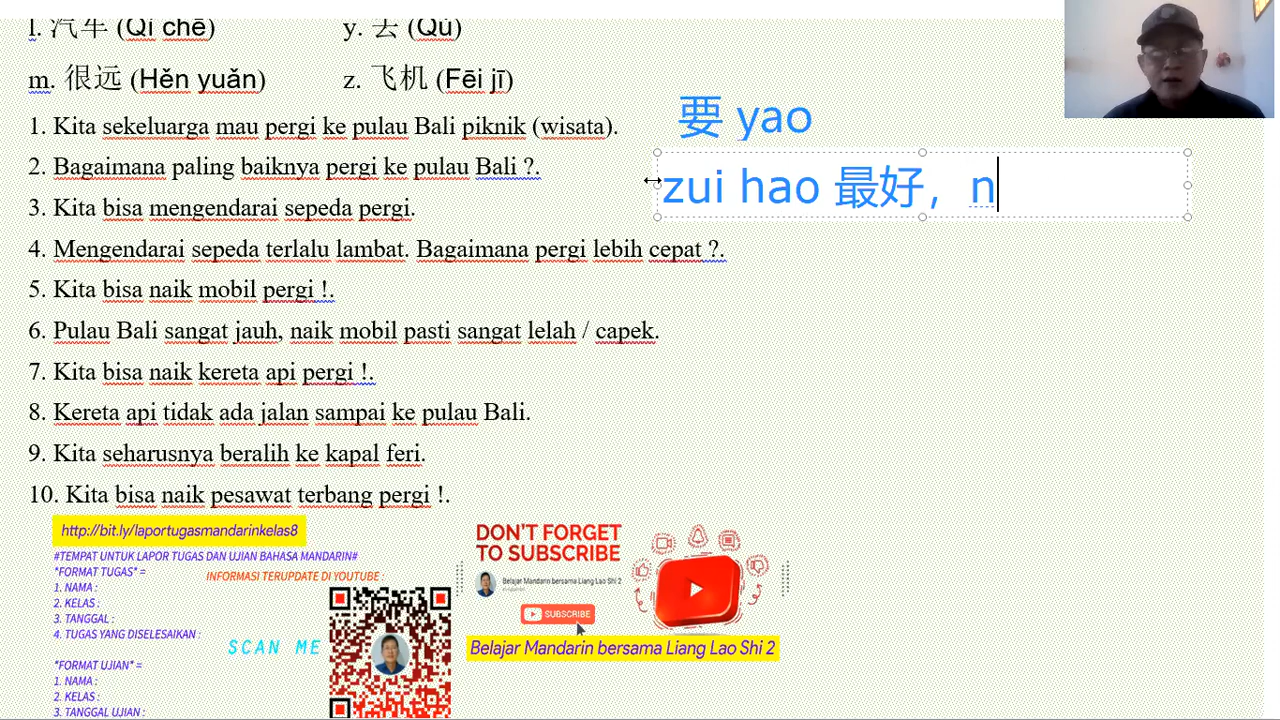 l. 汽车 (Qì chē)
y. 去 (Qù)
m. 很远 (Hěn yuǎn)
z. 飞机 (Fēi jī)
1. Kita sekeluarga mau pergi ke pulau Bali piknik (wisata).
2. Bagaimana paling baiknya pergi ke pulau Bali ?.
3. Kita bisa mengendarai sepeda pergi.
4. Mengendarai sepeda terlalu lambat. Bagaimana pergi lebih cepat ?.
5. Kita bisa naik mobil pergi !.
6. Pulau Bali sangat jauh, naik mobil pasti sangat lelah / capek.
7. Kita bisa naik kereta api pergi !.
8. Kereta api tidak ada jalan sampai ke pulau Bali.
9. Kita seharusnya beralih ke kapal feri.
10. Kita bisa naik pesawat terbang pergi !.
要 yao
zui hao 最好，n
http://bit.ly/laportugasmandarinkelas8
#TEMPAT UNTUK LAPOR TUGAS DAN UJIAN BAHASA MANDARIN#
*FORMAT TUGAS* =
1. NAMA :
2. KELAS :
3. TANGGAL :
4. TUGAS YANG DISELESAIKAN :
*FORMAT UJIAN* =
1. NAMA :
2. KELAS :
3. TANGGAL UJIAN :
INFORMASI TERUPDATE DI YOUTUBE :
SCAN ME
DON'T FORGET
TO SUBSCRIBE
Belajar Mandarin bersama Liang Lao Shi 2
SUBSCRIBE
Belajar Mandarin bersama Liang Lao Shi 2